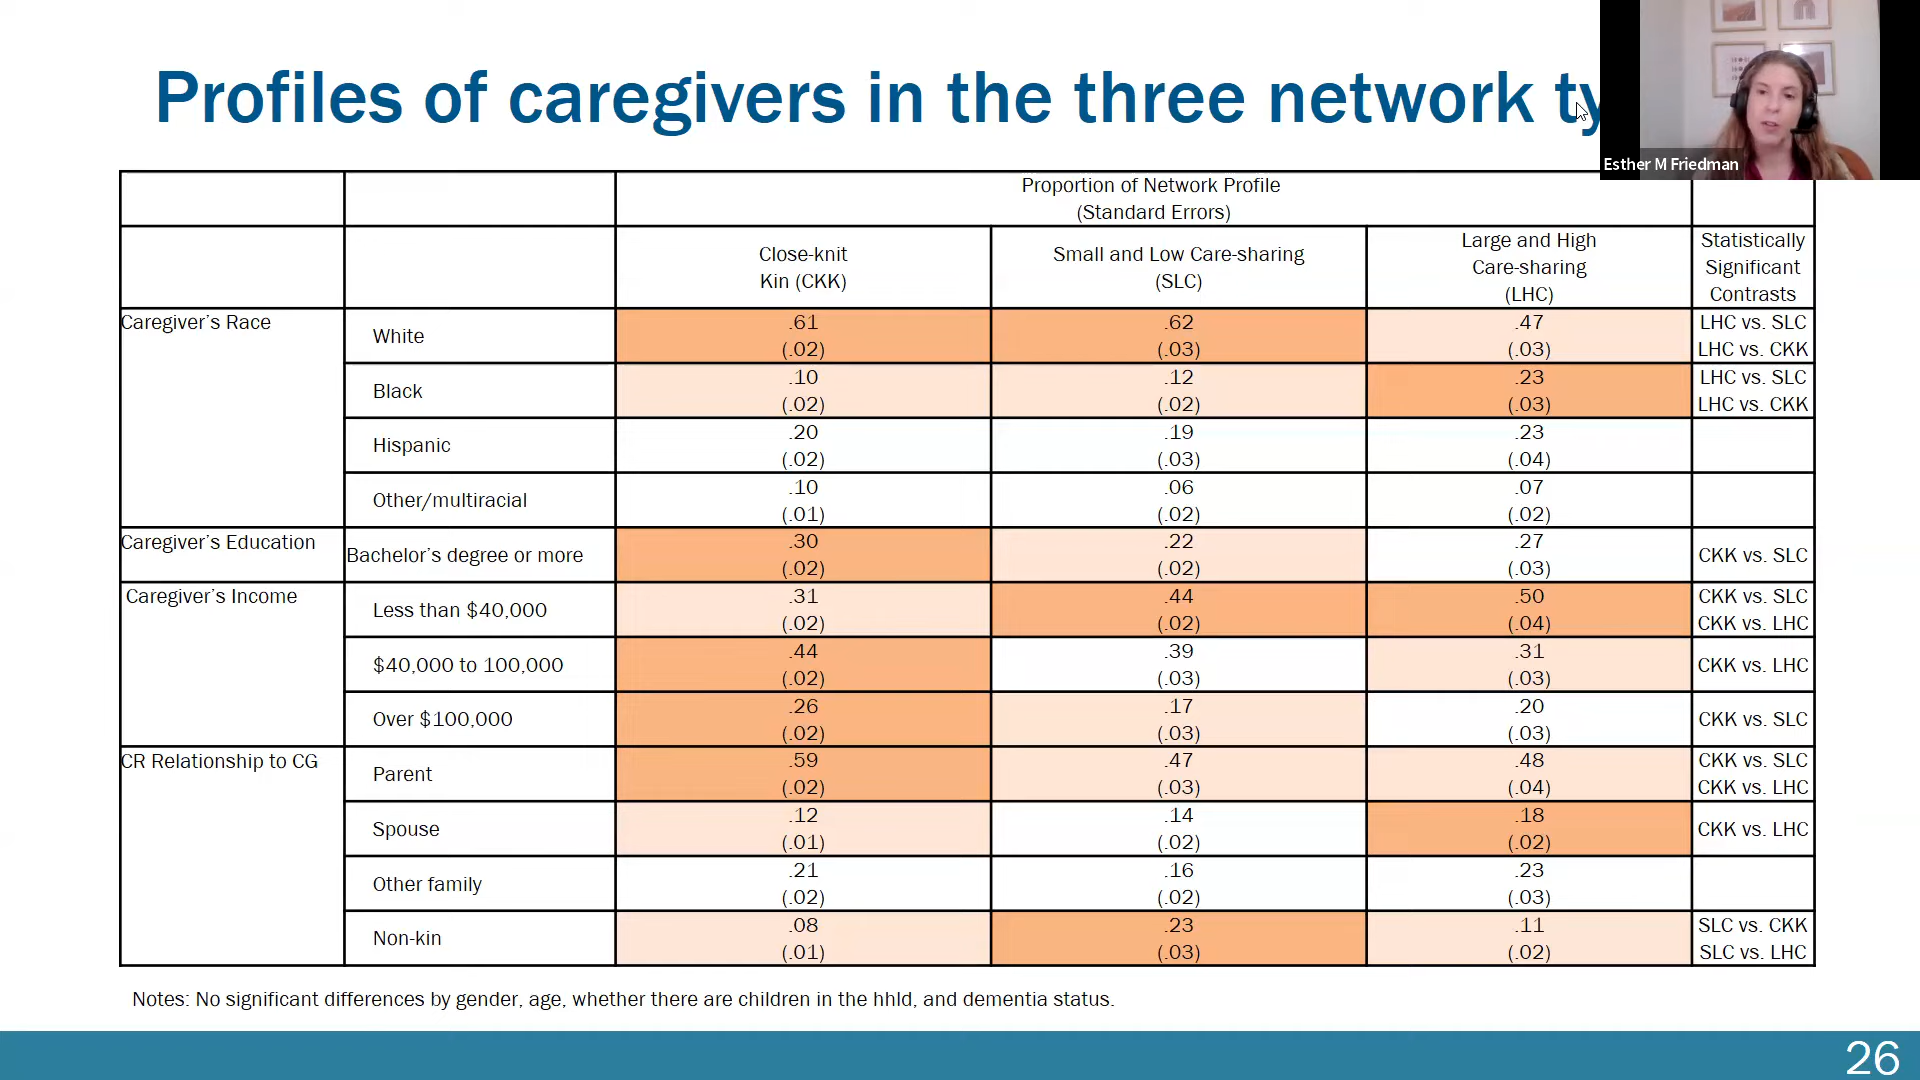 Profiles of caregivers in the three network ty
Esther M Friedman
Proportion of Network Profile
(Standard Errors)
Close-knit
Kin (CKK)
Small and Low Care-sharing
(SLC)
Large and High
Care-sharing
(LHC)
Statistically
Significant
Contrasts
Caregiver's Race
White
.61
(.02)
.62
(.03)
.47
(.03)
LHC vs. SLC
LHC vs. CKK
Black
.10
(.02)
.12
(.02)
.23
(.03)
LHC vs. SLC
LHC vs. CKK
Hispanic
.20
(.02)
.19
(.03)
.23
(.04)
Other/multiracial
.10
(.01)
.06
(.02)
.07
(.02)
Caregiver's Education
Bachelor's degree or more
.30
(.02)
.22
(.02)
.27
(.03)
CKK vs. SLC
Caregiver's Income
Less than $40,000
.31
(.02)
.44
(.02)
.50
(.04)
CKK vs. SLC
CKK vs. LHC
$40,000 to 100,000
.44
(.02)
.39
(.03)
.31
(.03)
CKK vs. LHC
Over $100,000
.26
(.02)
.17
(.03)
.20
(.03)
CKK vs. SLC
CR Relationship to CG
Parent
.59
(.02)
.47
(.03)
.48
(.04)
CKK vs. SLC
CKK vs. LHC
Spouse
.12
(.01)
.14
(.02)
.18
(.02)
CKK vs. LHC
Other family
.21
(.02)
.16
(.02)
.23
(.03)
Non-kin
.08
(.01)
.23
(.03)
.11
(.02)
SLC vs. CKK
SLC vs. LHC
Notes: No significant differences by gender, age, whether there are children in the hhld, and dementia status.
26